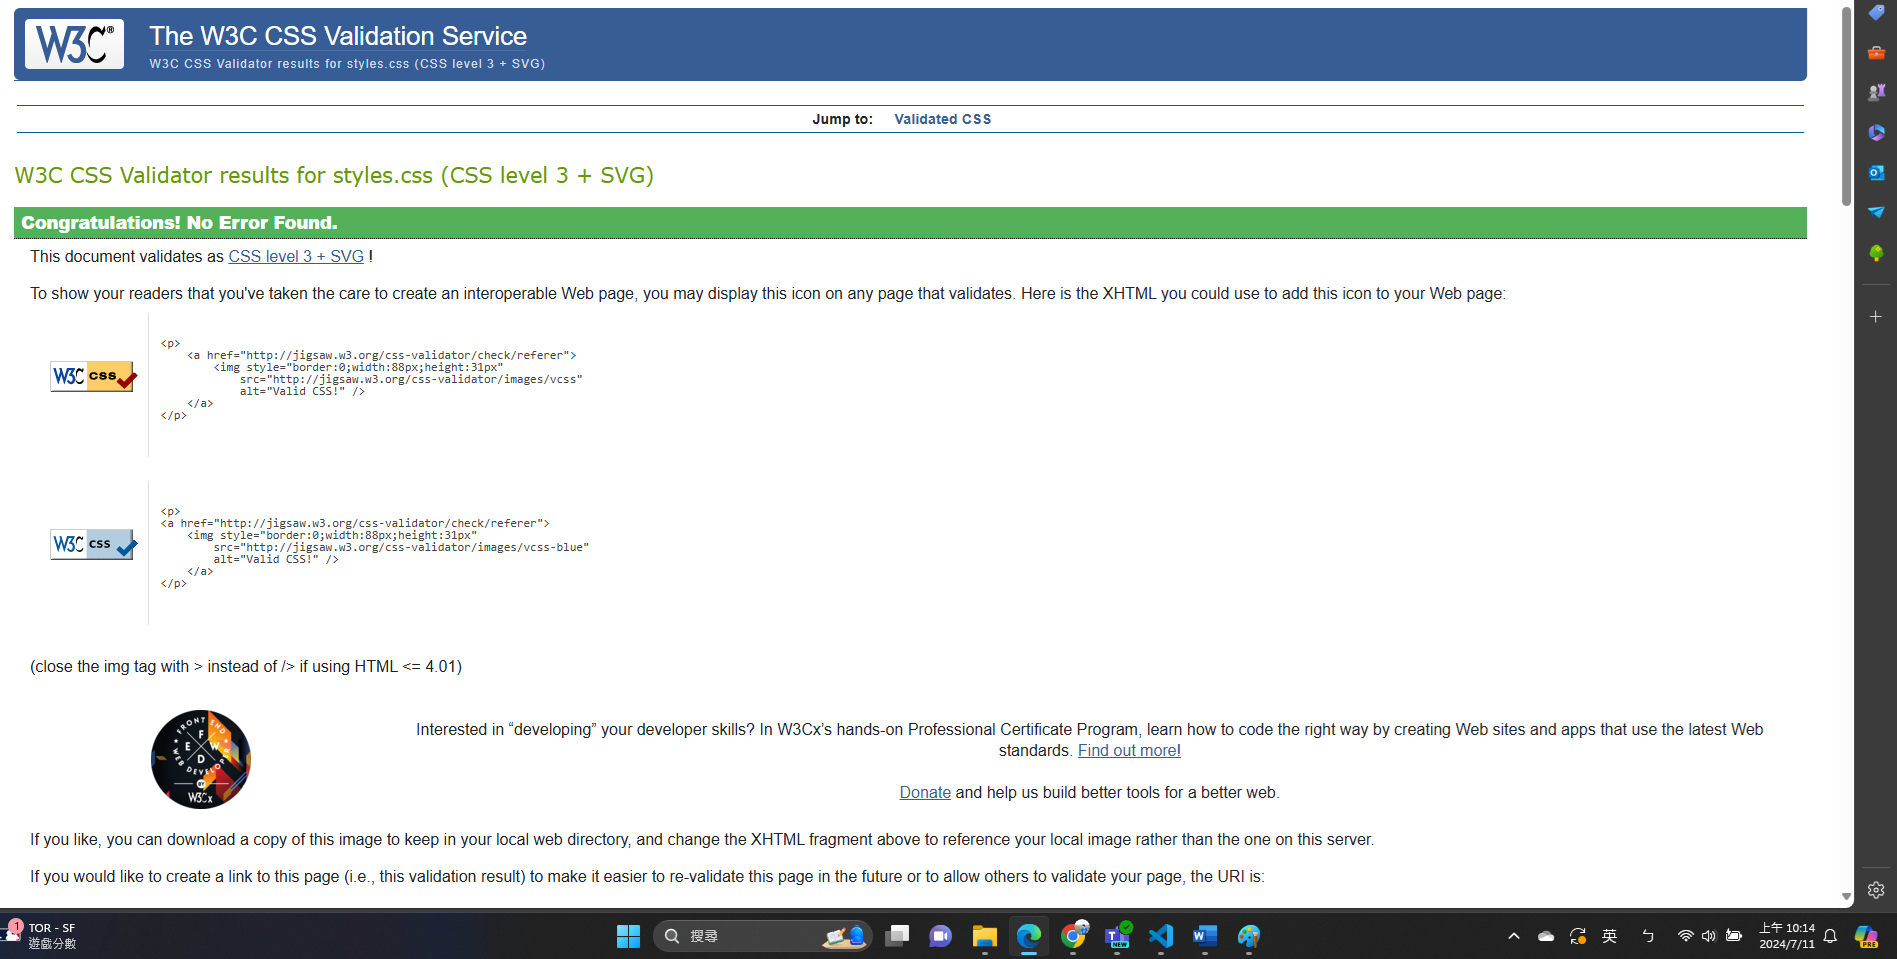 W3C®
The W3C CSS Validation Service
W3C CSS Validator results for styles.css (CSS level 3 + SVG)
Jump to: Validated CSS
W3C CSS Validator results for styles.css (CSS level 3 + SVG)
Congratulations! No Error Found.
This document validates as CSS level 3 + SVG !
To show your readers that you've taken the care to create an interoperable Web page, you may display this icon on any page that validates. Here is the XHTML you could use to add this icon to your Web page:
W3C css
<p>
<a href="http://jigsaw.w3.org/css-validator/check/referer">
<img style="border:0;width:88px;height:31px"
src="http://jigsaw.w3.org/css-validator/images/vcss"
alt="Valid CSS!" />
</a>
</p>
W3C css
<p>
<a href="http://jigsaw.w3.org/css-validator/check/referer">
<img style="border:0;width:88px;height:31px"
src="http://jigsaw.w3.org/css-validator/images/vcss-blue"
alt="Valid CSS!" />
</a>
</p>
(close the img tag with > instead of /> if using HTML <= 4.01)
FRONT END
F
E W
D
WEB DEVELOPER
W3Cx
Interested in “developing” your developer skills? In W3Cx’s hands-on Professional Certificate Program, learn how to code the right way by creating Web sites and apps that use the latest Web
standards. Find out more!
Donate and help us build better tools for a better web.
If you like, you can download a copy of this image to keep in your local web directory, and change the XHTML fragment above to reference your local image rather than the one on this server.
If you would like to create a link to this page (i.e., this validation result) to make it easier to re-validate this page in the future or to allow others to validate your page, the URI is:
1
TOR - SF
遊戲分數
搜尋
NEW
英
ㄅ
上午 10:14
2024/7/11
PRE